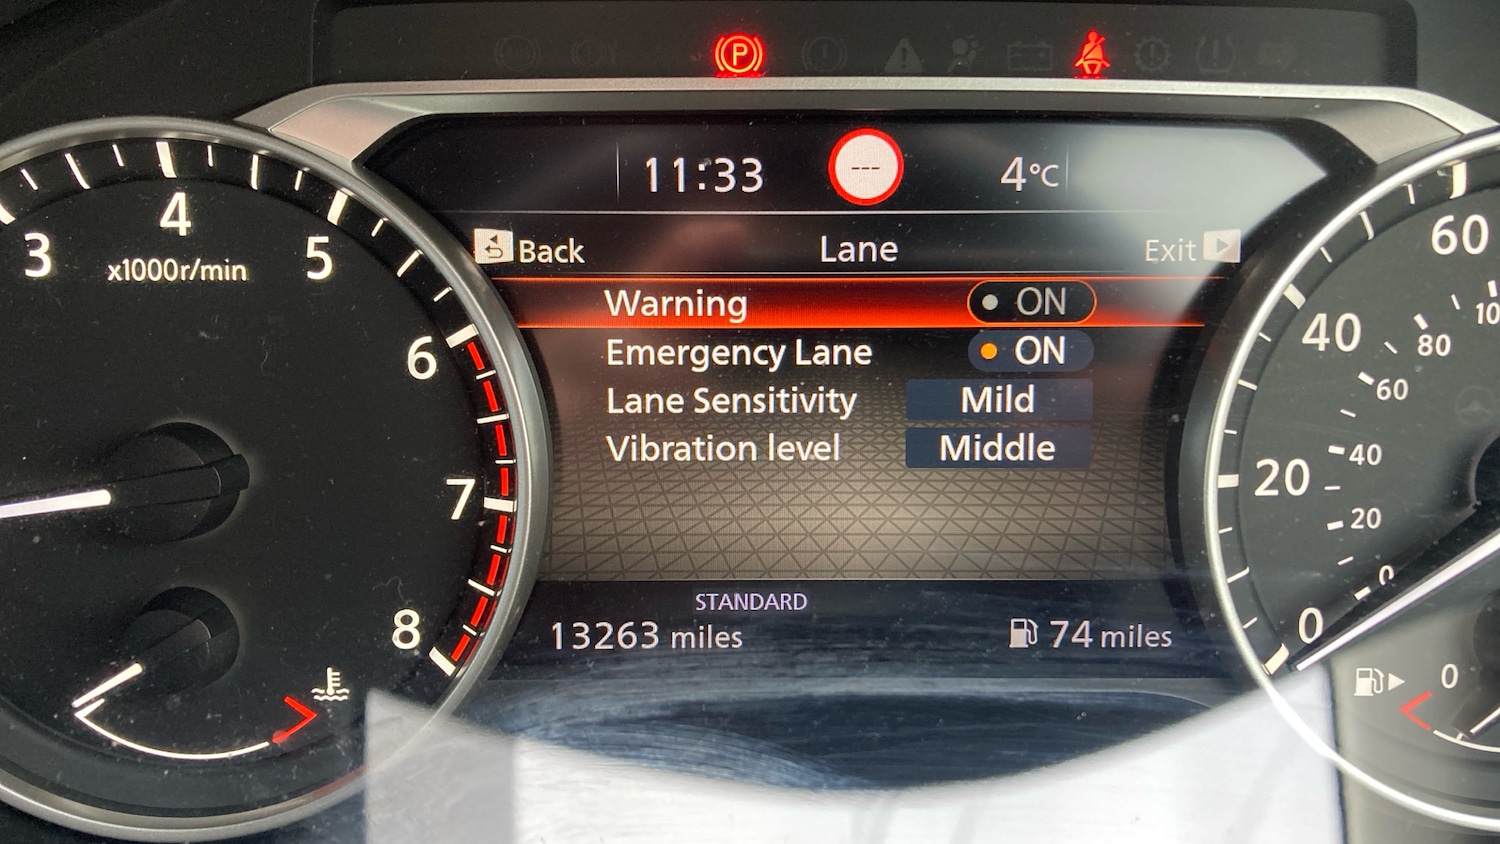 P
11:33 --- 4°C
Back Lane Exit
Warning ON
Emergency Lane ON
Lane Sensitivity Mild
Vibration level Middle
STANDARD
13263 miles 74 miles
3 4 5 6 7 8
x1000r/min
0 20 40 60
0 20 40 60 80
0